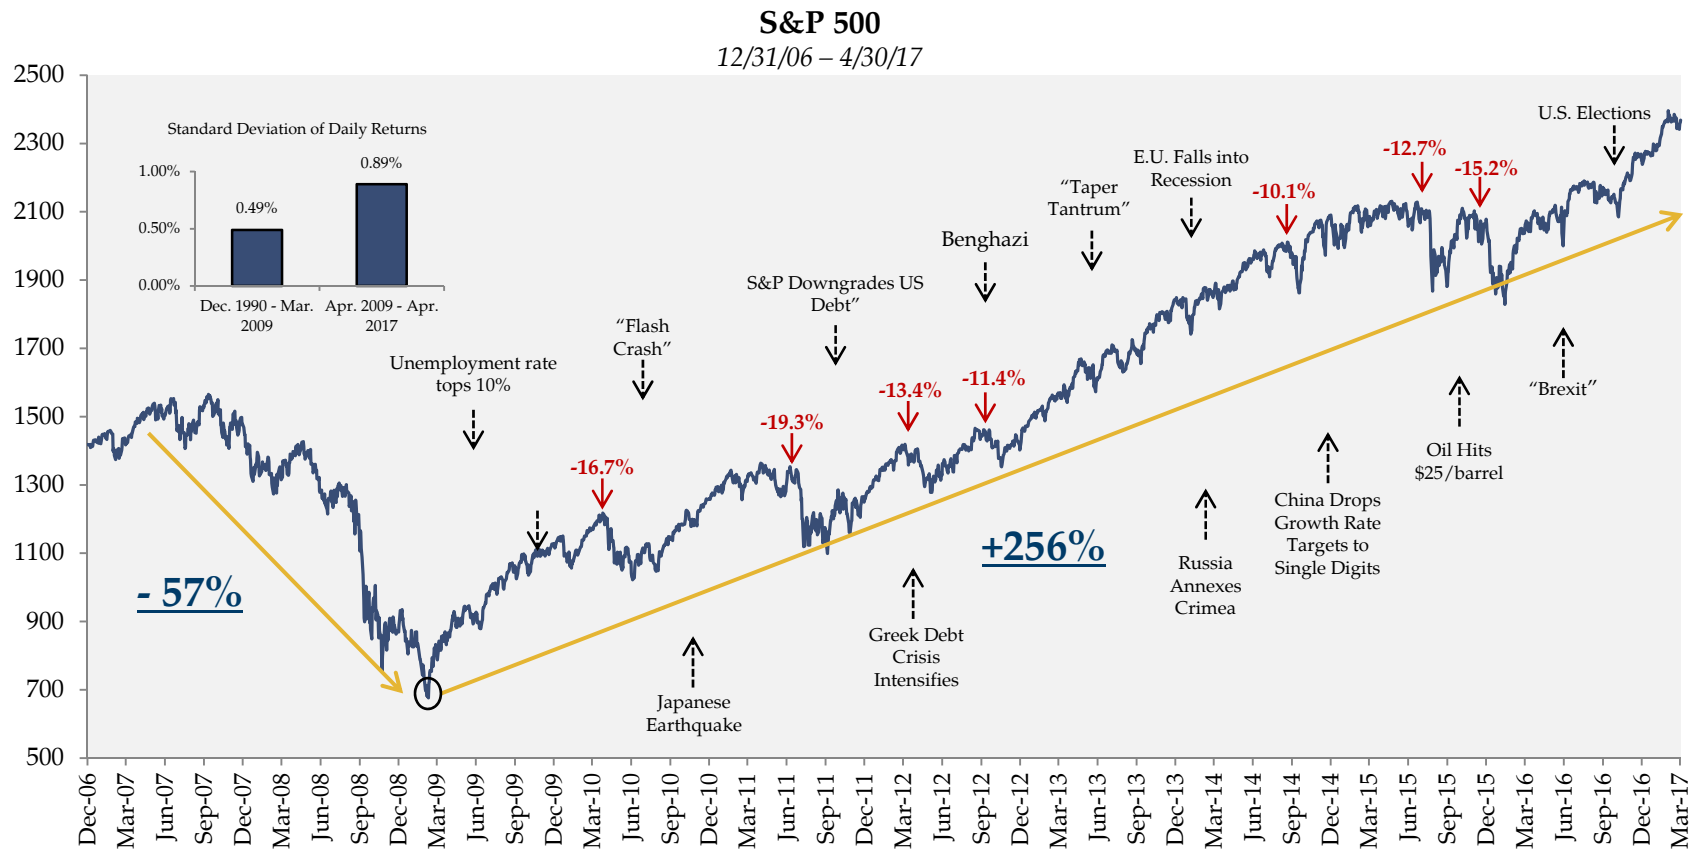 S&P 500
12/31/06 – 4/30/17
2500
2300
2100
1900
1700
1500
1300
1100
900
700
500
Standard Deviation of Daily Returns
1.00%
0.50%
0.00%
0.49%
0.89%
Dec. 1990 - Mar.
2009
Apr. 2009 - Apr.
2017
Unemployment rate
tops 10%
“Flash
Crash”
S&P Downgrades US
Debt”
Benghazi
“Taper
Tantrum”
E.U. Falls into
Recession
U.S. Elections
-16.7%
-19.3%
-13.4%
-11.4%
-10.1%
-12.7%
-15.2%
- 57%
+256%
Japanese
Earthquake
Greek Debt
Crisis
Intensifies
Russia
Annexes
Crimea
China Drops
Growth Rate
Targets to
Single Digits
Oil Hits
$25/barrel
“Brexit”
Dec-06
Mar-07
Jun-07
Sep-07
Dec-07
Mar-08
Jun-08
Sep-08
Dec-08
Mar-09
Jun-09
Sep-09
Dec-09
Mar-10
Jun-10
Sep-10
Dec-10
Mar-11
Jun-11
Sep-11
Dec-11
Mar-12
Jun-12
Sep-12
Dec-12
Mar-13
Jun-13
Sep-13
Dec-13
Mar-14
Jun-14
Sep-14
Dec-14
Mar-15
Jun-15
Sep-15
Dec-15
Mar-16
Jun-16
Sep-16
Dec-16
Mar-17